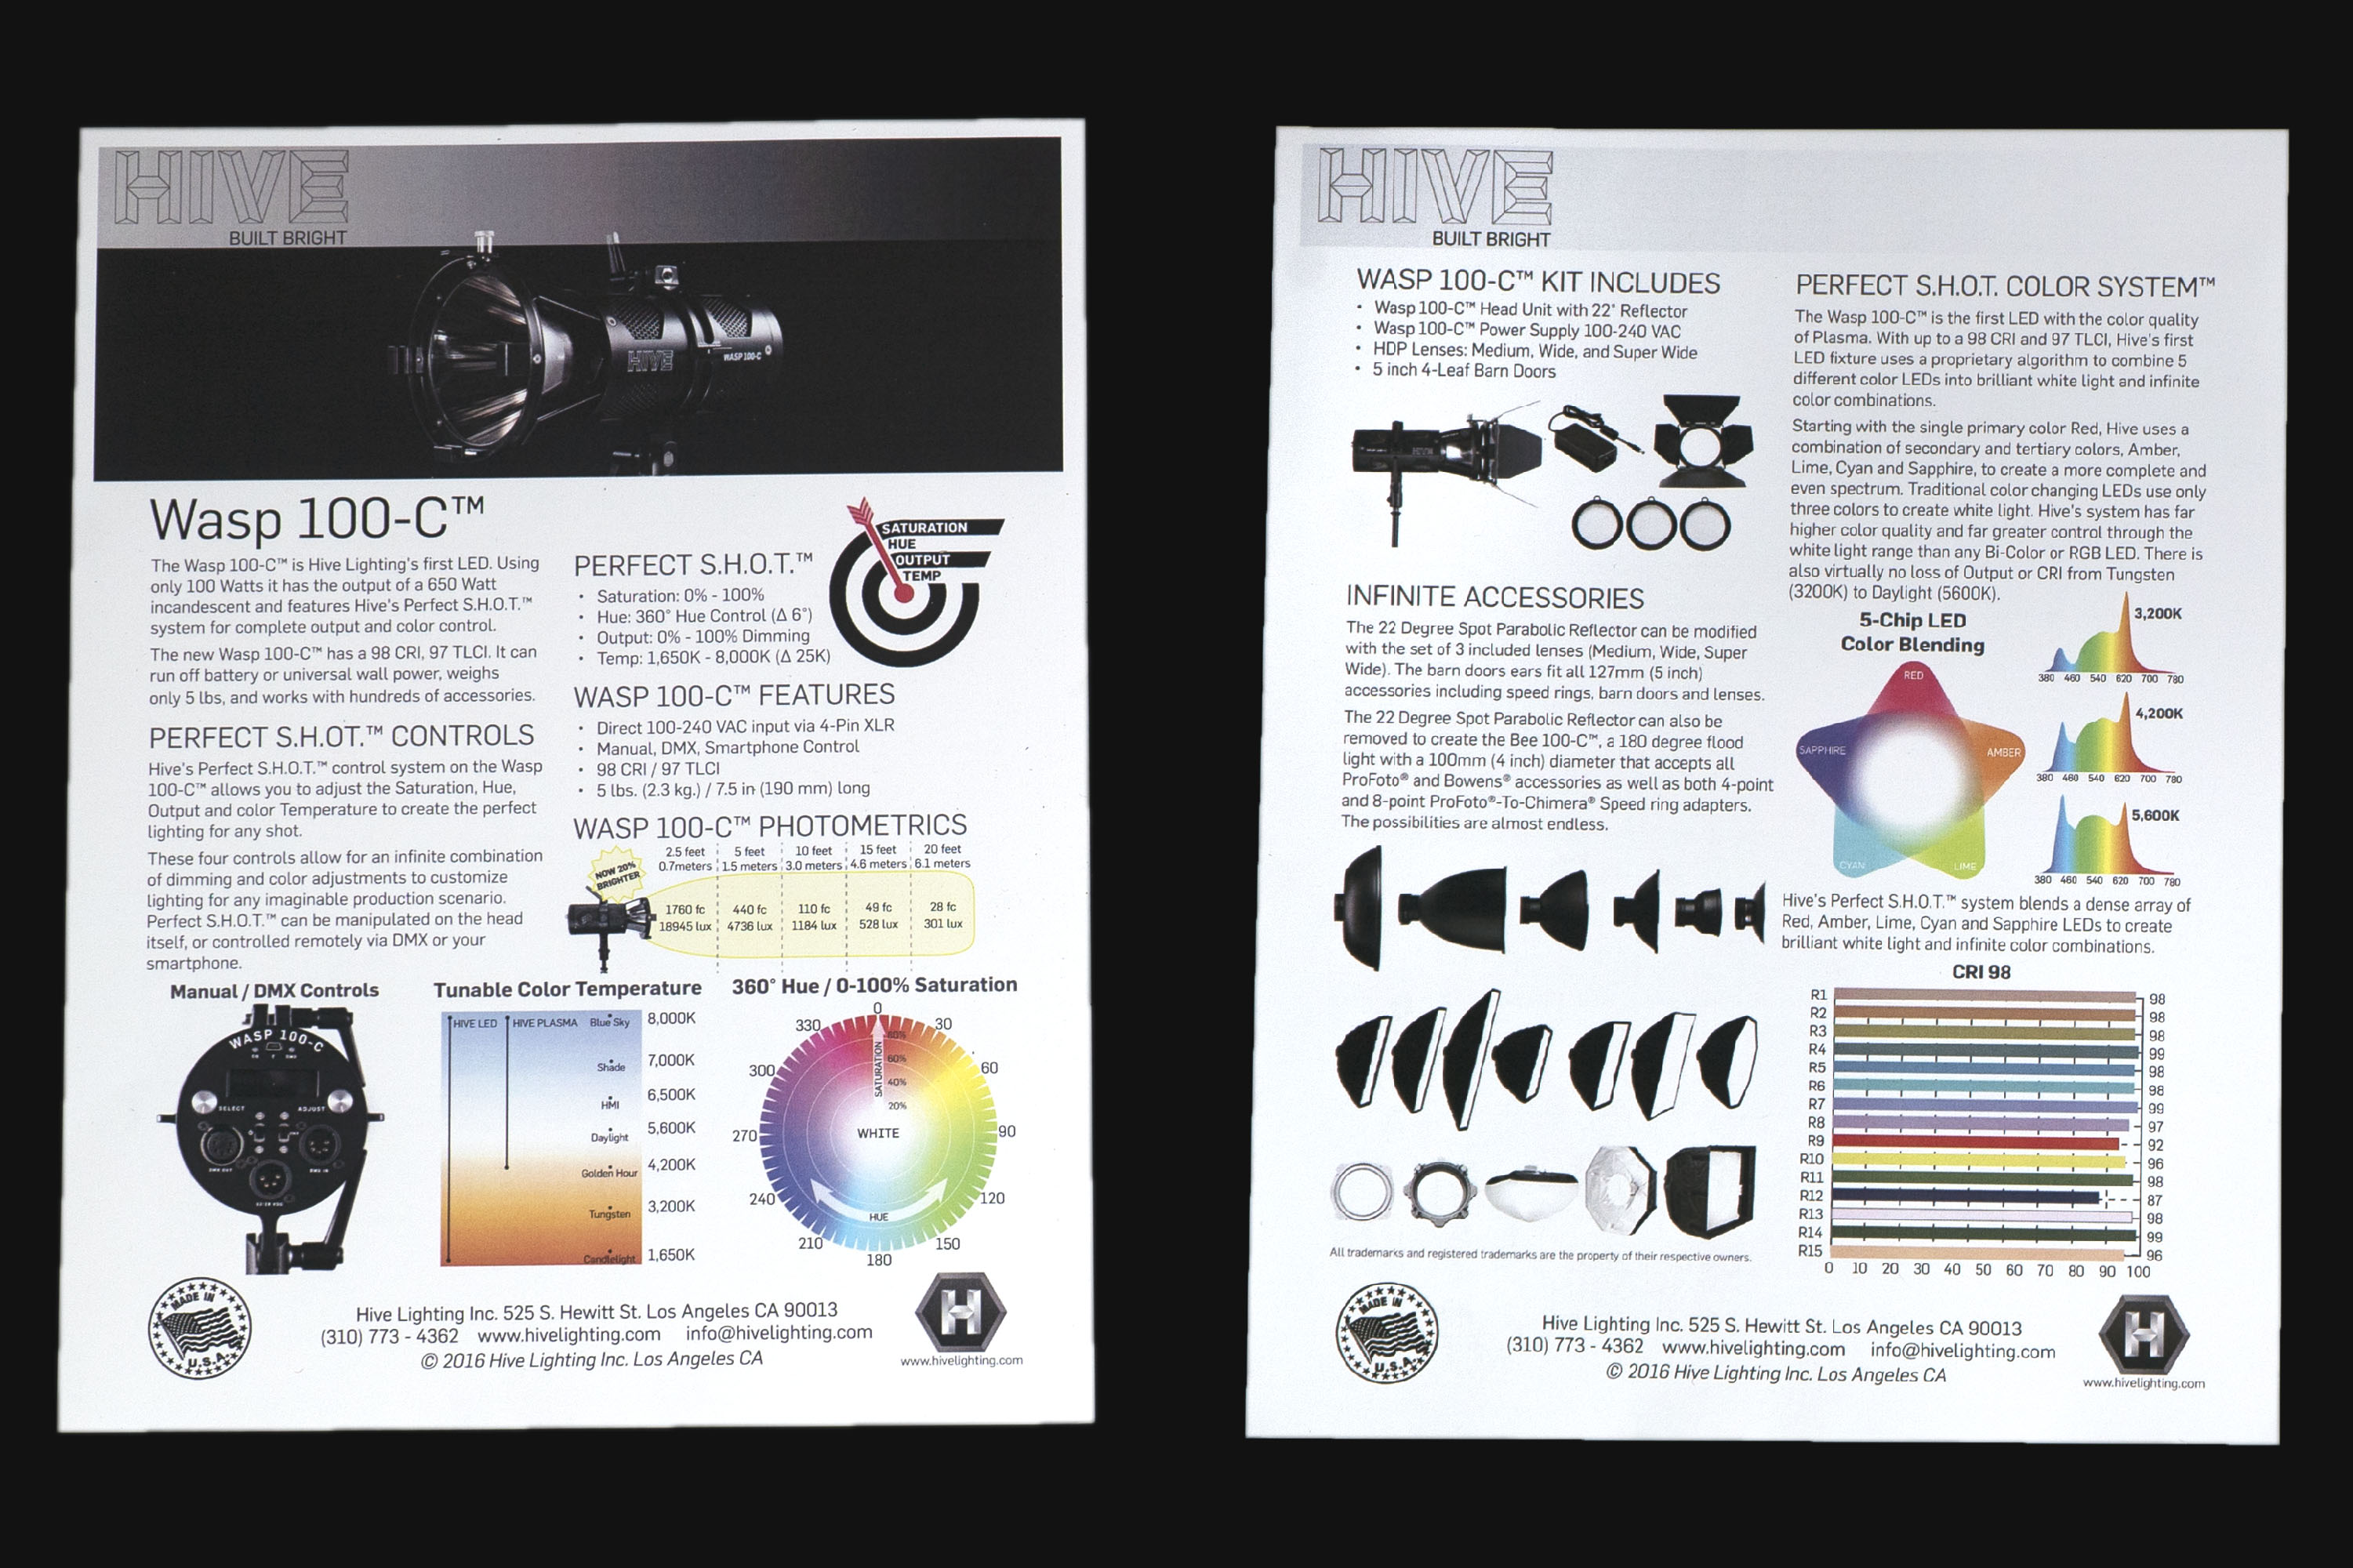 HIVE
BUILT BRIGHT
HIVE
WASP 100-C
Wasp 100-C™
The Wasp 100-C™ is Hive Lighting's first LED. Using
only 100 Watts it has the output of a 650 Watt
incandescent and features Hive's Perfect S.H.O.T.™
system for complete output and color control.
The new Wasp 100-C™ has a 98 CRI, 97 TLCI. It can
run off battery or universal wall power, weighs
only 5 lbs, and works with hundreds of accessories.
PERFECT S.H.OT.™ CONTROLS
Hive's Perfect S.H.O.T.™ control system on the Wasp
100-C™ allows you to adjust the Saturation, Hue,
Output and color Temperature to create the perfect
lighting for any shot.
These four controls allow for an infinite combination
of dimming and color adjustments to customize
lighting for any imaginable production scenario.
Perfect S.H.O.T.™ can be manipulated on the head
itself, or controlled remotely via DMX or your
smartphone.
PERFECT S.H.O.T.™
• Saturation: 0% - 100%
• Hue: 360° Hue Control (Δ 6°)
• Output: 0% - 100% Dimming
• Temp: 1,650K - 8,000K (Δ 25K)
SATURATION
HUE
OUTPUT
TEMP
WASP 100-C™ FEATURES
• Direct 100-240 VAC input via 4-Pin XLR
• Manual, DMX, Smartphone Control
• 98 CRI / 97 TLCI
• 5 lbs. (2.3 kg.) / 7.5 in (190 mm) long
WASP 100-C™ PHOTOMETRICS
NOW 20%
BRIGHTER
2.5 feet 5 feet 10 feet 15 feet 20 feet
0.7meters 1.5 meters 3.0 meters 4.6 meters 6.1 meters
1760 fc 440 fc 110 fc 49 fc 28 fc
18945 lux 4736 lux 1184 lux 528 lux 301 lux
Manual / DMX Controls
WASP 100-C
SELECT ADJUST
DMX OUT DMX IN
Tunable Color Temperature
HIVE LED HIVE PLASMA Blue Sky 8,000K
Shade 7,000K
HMI 6,500K
Daylight 5,600K
Golden Hour 4,200K
Tungsten 3,200K
Candlelight 1,650K
360° Hue / 0-100% Saturation
0
330 30
300 60
270 90
240 120
210 150
180
SATURATION
80%
60%
40%
20%
WHITE
HUE
MADE IN
U.S.A.
Hive Lighting Inc. 525 S. Hewitt St. Los Angeles CA 90013
(310) 773 - 4362 www.hivelighting.com info@hivelighting.com
© 2016 Hive Lighting Inc. Los Angeles CA
H
www.hivelighting.com
HIVE
BUILT BRIGHT
WASP 100-C™ KIT INCLUDES
• Wasp 100-C™ Head Unit with 22° Reflector
• Wasp 100-C™ Power Supply 100-240 VAC
• HDP Lenses: Medium, Wide, and Super Wide
• 5 inch 4-Leaf Barn Doors
HIVE
INFINITE ACCESSORIES
The 22 Degree Spot Parabolic Reflector can be modified
with the set of 3 included lenses (Medium, Wide, Super
Wide). The barn doors ears fit all 127mm (5 inch)
accessories including speed rings, barn doors and lenses.
The 22 Degree Spot Parabolic Reflector can also be
removed to create the Bee 100-C™, a 180 degree flood
light with a 100mm (4 inch) diameter that accepts all
ProFoto® and Bowens® accessories as well as both 4-point
and 8-point ProFoto®-To-Chimera® Speed ring adapters.
The possibilities are almost endless.
All trademarks and registered trademarks are the property of their respective owners.
PERFECT S.H.O.T. COLOR SYSTEM™
The Wasp 100-C™ is the first LED with the color quality
of Plasma. With up to a 98 CRI and 97 TLCI, Hive's first
LED fixture uses a proprietary algorithm to combine 5
different color LEDs into brilliant white light and infinite
color combinations.
Starting with the single primary color Red, Hive uses a
combination of secondary and tertiary colors, Amber,
Lime, Cyan and Sapphire, to create a more complete and
even spectrum. Traditional color changing LEDs use only
three colors to create white light. Hive's system has far
higher color quality and far greater control through the
white light range than any Bi-Color or RGB LED. There is
also virtually no loss of Output or CRI from Tungsten
(3200K) to Daylight (5600K).
5-Chip LED
Color Blending
RED
SAPPHIRE
AMBER
CYAN
LIME
3,200K
380 460 540 620 700 780
4,200K
380 460 540 620 700 780
5,600K
380 460 540 620 700 780
Hive's Perfect S.H.O.T.™ system blends a dense array of
Red, Amber, Lime, Cyan and Sapphire LEDs to create
brilliant white light and infinite color combinations.
CRI 98
R1 98
R2 98
R3 98
R4 99
R5 98
R6 98
R7 99
R8 97
R9 92
R10 96
R11 98
R12 87
R13 98
R14 99
R15 96
0 10 20 30 40 50 60 70 80 90 100
MADE IN
U.S.A.
Hive Lighting Inc. 525 S. Hewitt St. Los Angeles CA 90013
(310) 773 - 4362 www.hivelighting.com info@hivelighting.com
© 2016 Hive Lighting Inc. Los Angeles CA
H
www.hivelighting.com